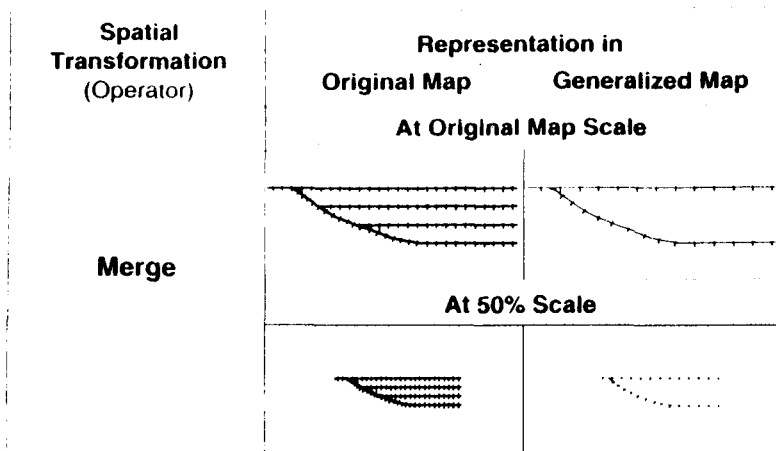 Spatial
Transformation
(Operator)
Representation in
Original Map Generalized Map
At Original Map Scale
Merge
At 50% Scale